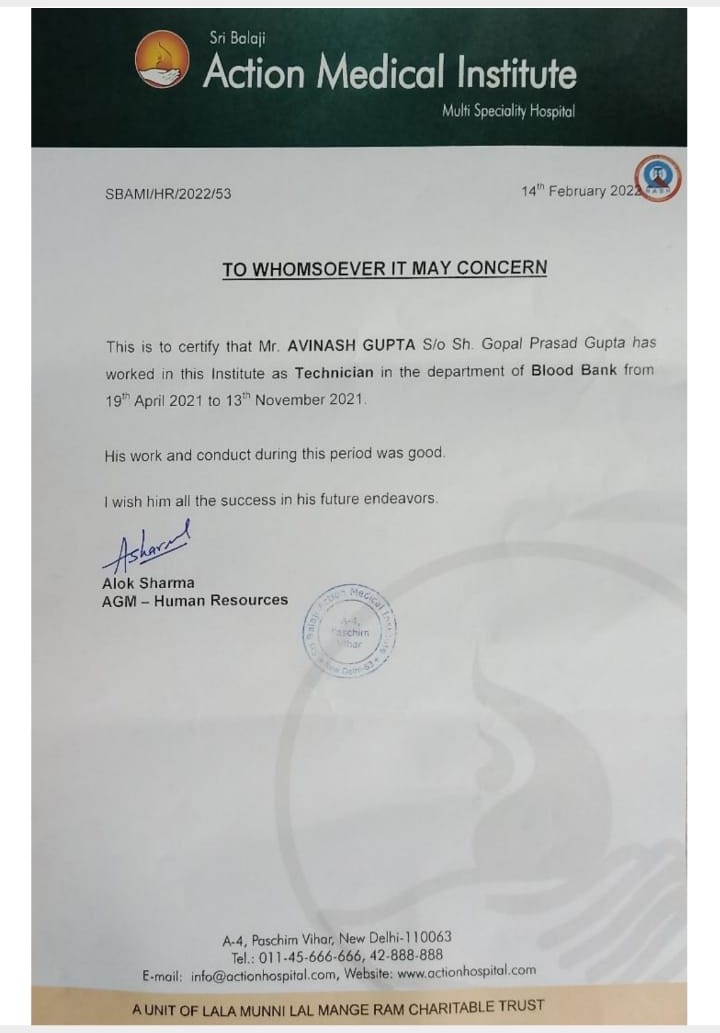 Sri Balaji
Action Medical Institute
Multi Speciality Hospital
SBAMI/HR/2022/53
14th February 2022
TO WHOMSOEVER IT MAY CONCERN
This is to certify that Mr. AVINASH GUPTA S/o Sh. Gopal Prasad Gupta has
worked in this Institute as Technician in the department of Blood Bank from
19th April 2021 to 13th November 2021.
His work and conduct during this period was good.
I wish him all the success in his future endeavors.
Asharma
Alok Sharma
AGM – Human Resources
Sri Balaji Action Medical Institute
A-4,
Paschim
Vihar
New Delhi-63
A-4, Paschim Vihar, New Delhi-110063
Tel.: 011-45-666-666, 42-888-888
E-mail: info@actionhospital.com, Website: www.actionhospital.com
A UNIT OF LALA MUNNI LAL MANGE RAM CHARITABLE TRUST